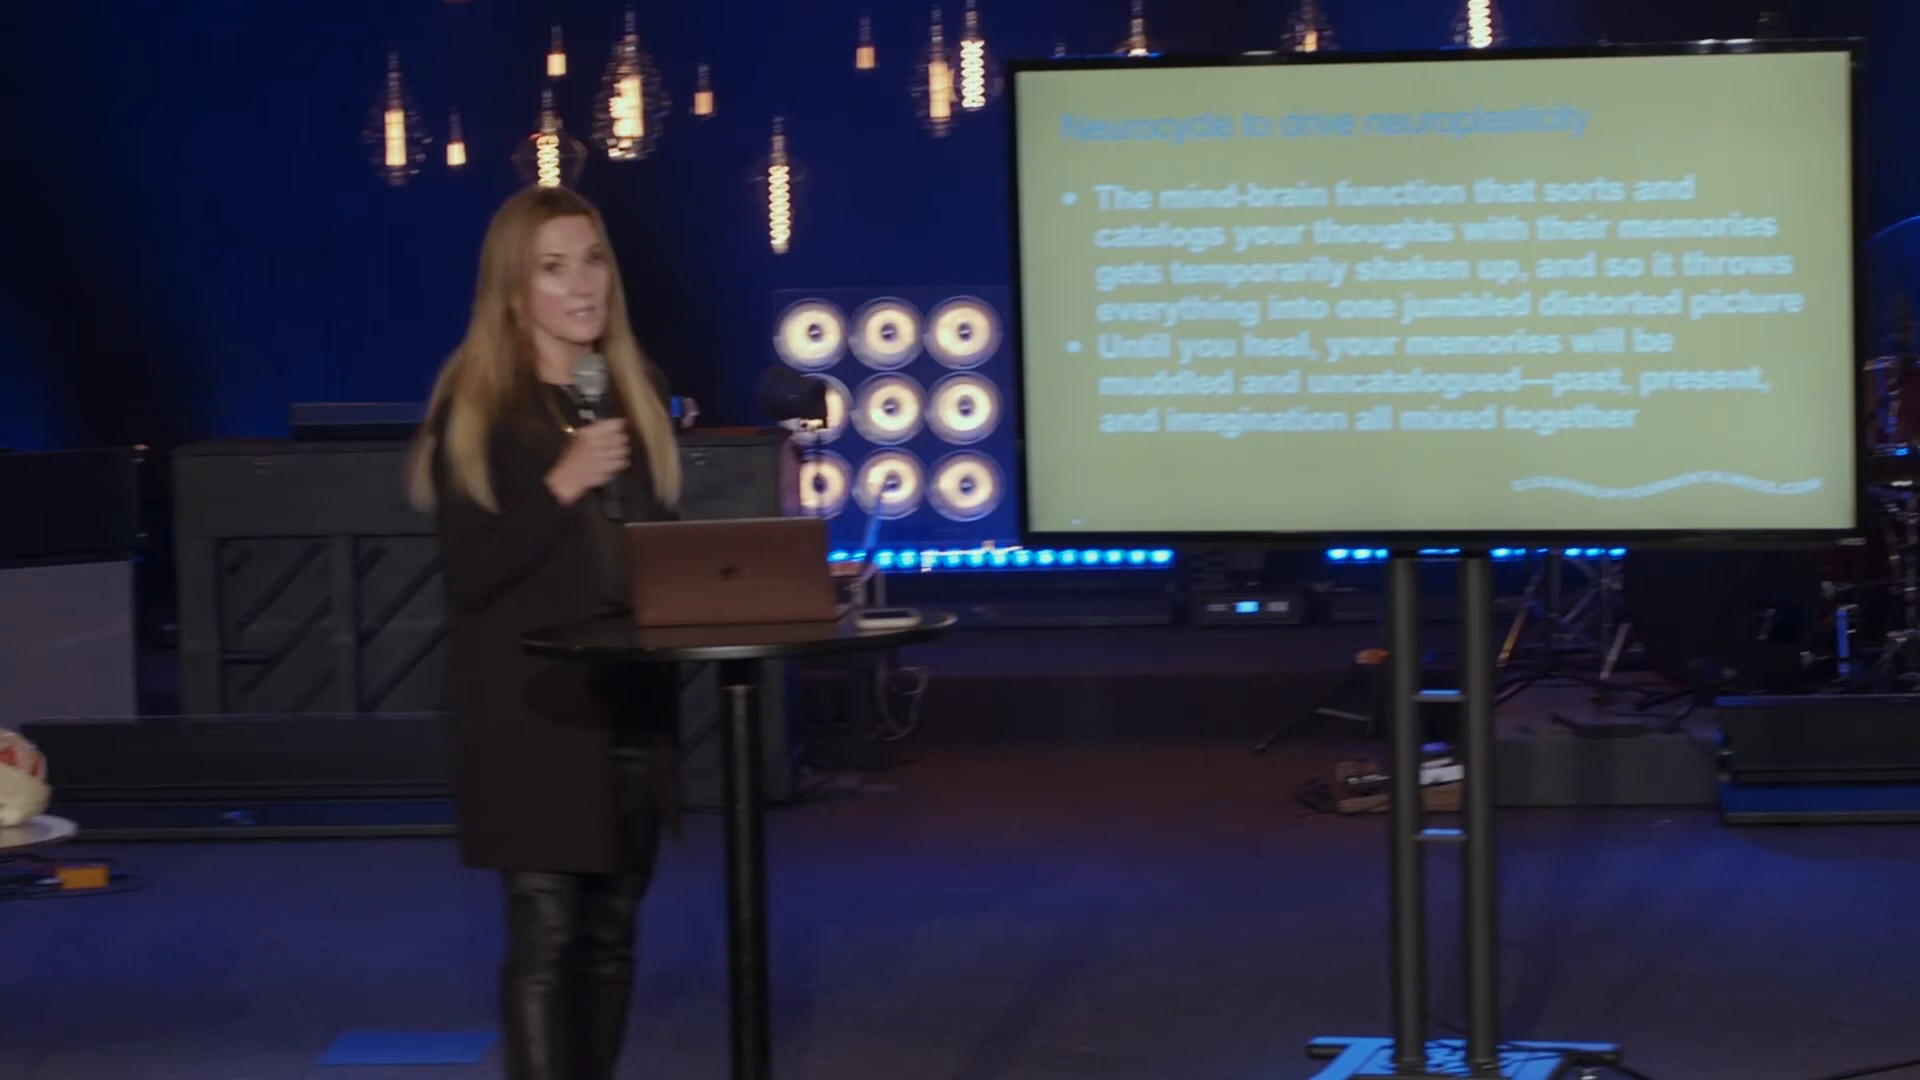 Neurocycle to drive neuroplasticity
• The mind-brain function that sorts and
catalogs your thoughts with their memories
gets temporarily shaken up, and so it throws
everything into one jumbled distorted picture
• Until you heal, your memories will be
muddled and uncatalogued—past, present,
and imagination all mixed together